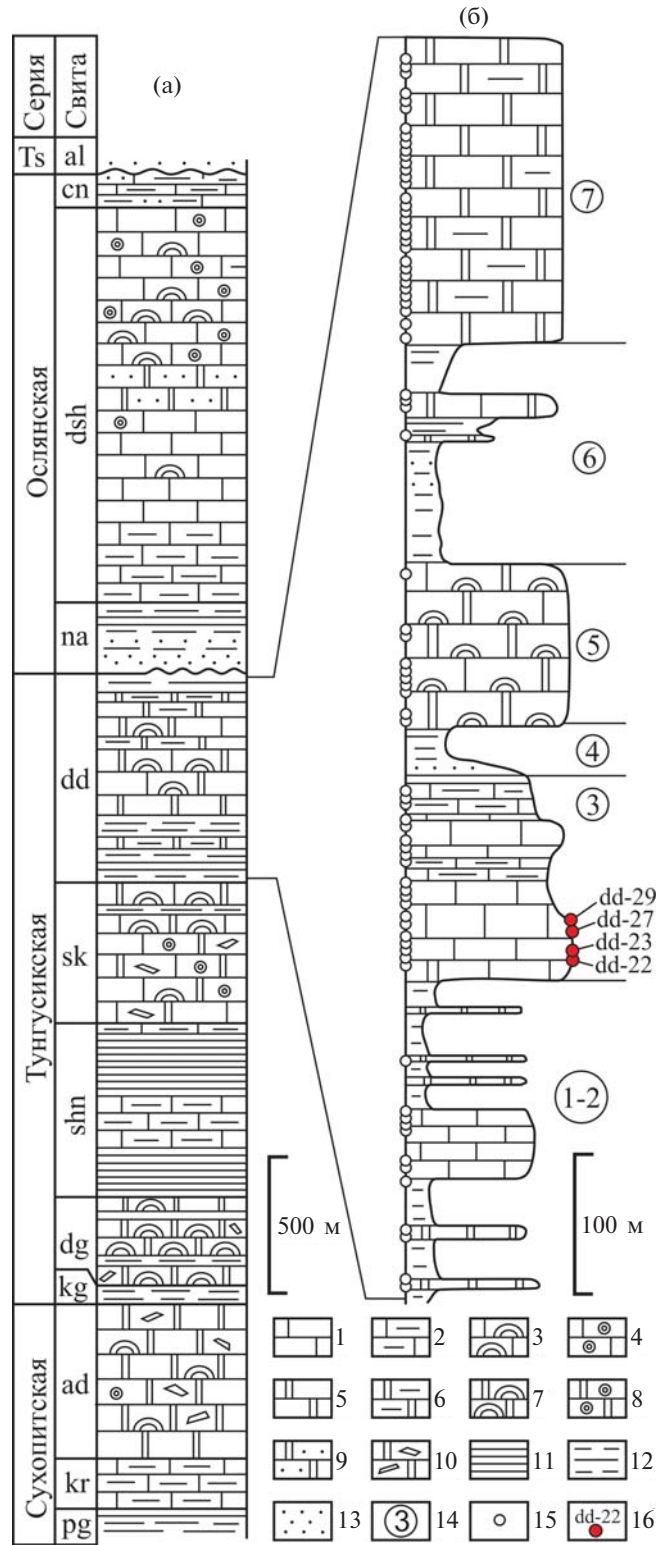 (а)
(б)
Серия
Свита
Ts
al
Ослянская
cn
dsh
na
Тунгусикская
dd
sk
shn
dg
kg
Сухопитская
ad
kr
pg
500 м
7
6
5
4
3
dd-29
dd-27
dd-23
dd-22
1-2
100 м
1 2 3 4
5 6 7 8
9 10 11 12
13 3 14 15 dd-22 16